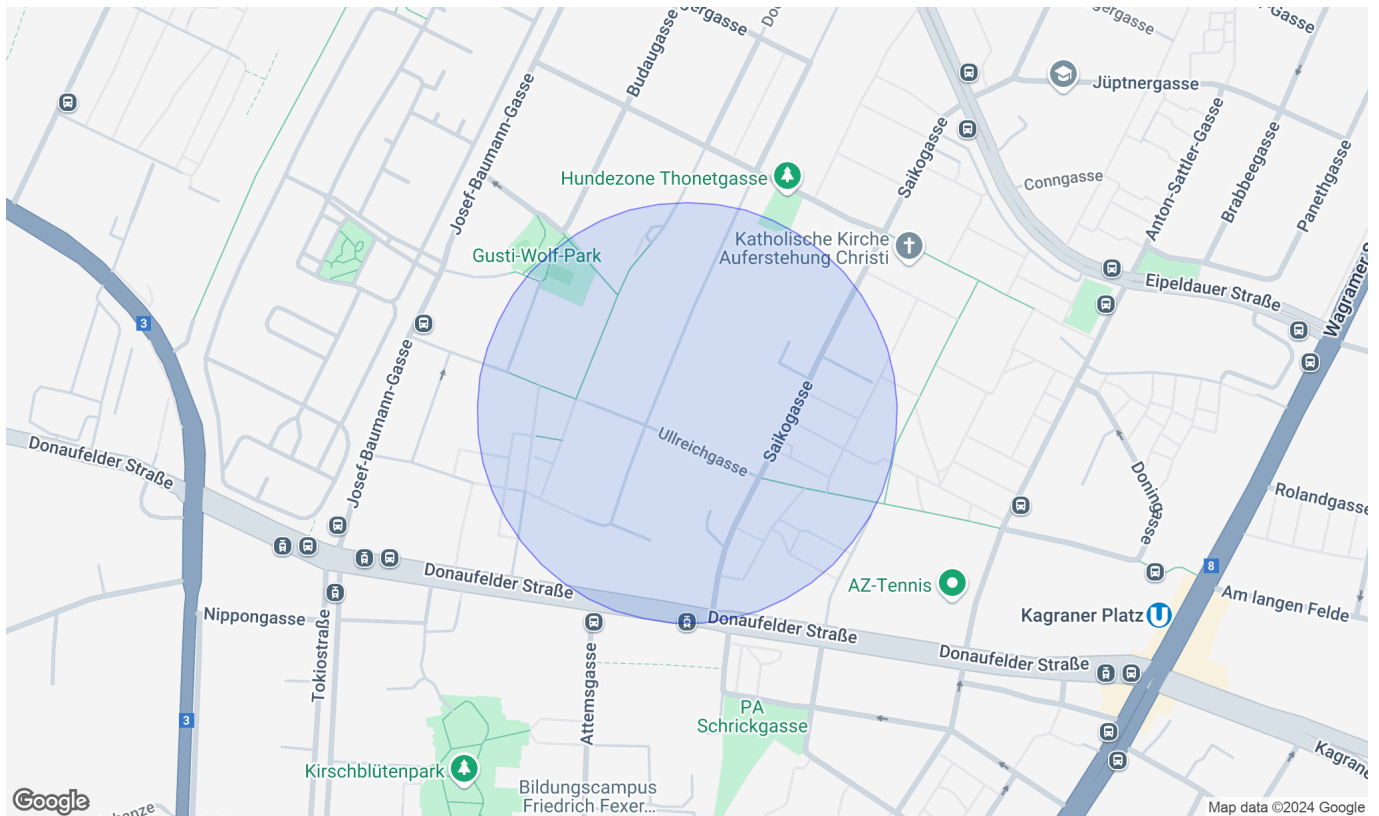 gergasse
Budaugasse
Josef-Baumann-Gasse
Jüptnergasse
Saikogasse
Anton-Sattler-Gasse
Brabbeegasse
Panethgasse
Conngasse
Hundezone Thonetgasse
Katholische Kirche
Auferstehung Christi
Gusti-Wolf-Park
Eipeldauer Straße
Wagramer S
3
Josef-Baumann-Gasse
Ullreichgasse
Saikogasse
Donaufelder Straße
Doningasse
Rolandgasse
Donaufelder Straße
AZ-Tennis
8
Am langen Felde
Kagraner Platz
U
Nippongasse
Tokiostraße
Attemsgasse
Donaufelder Straße
Donaufelder Straße
PA
Schrickgasse
3
Kirschblütenpark
Bildungscampus
Friedrich Fexer...
Kagrane
Google
Map data ©2024 Google